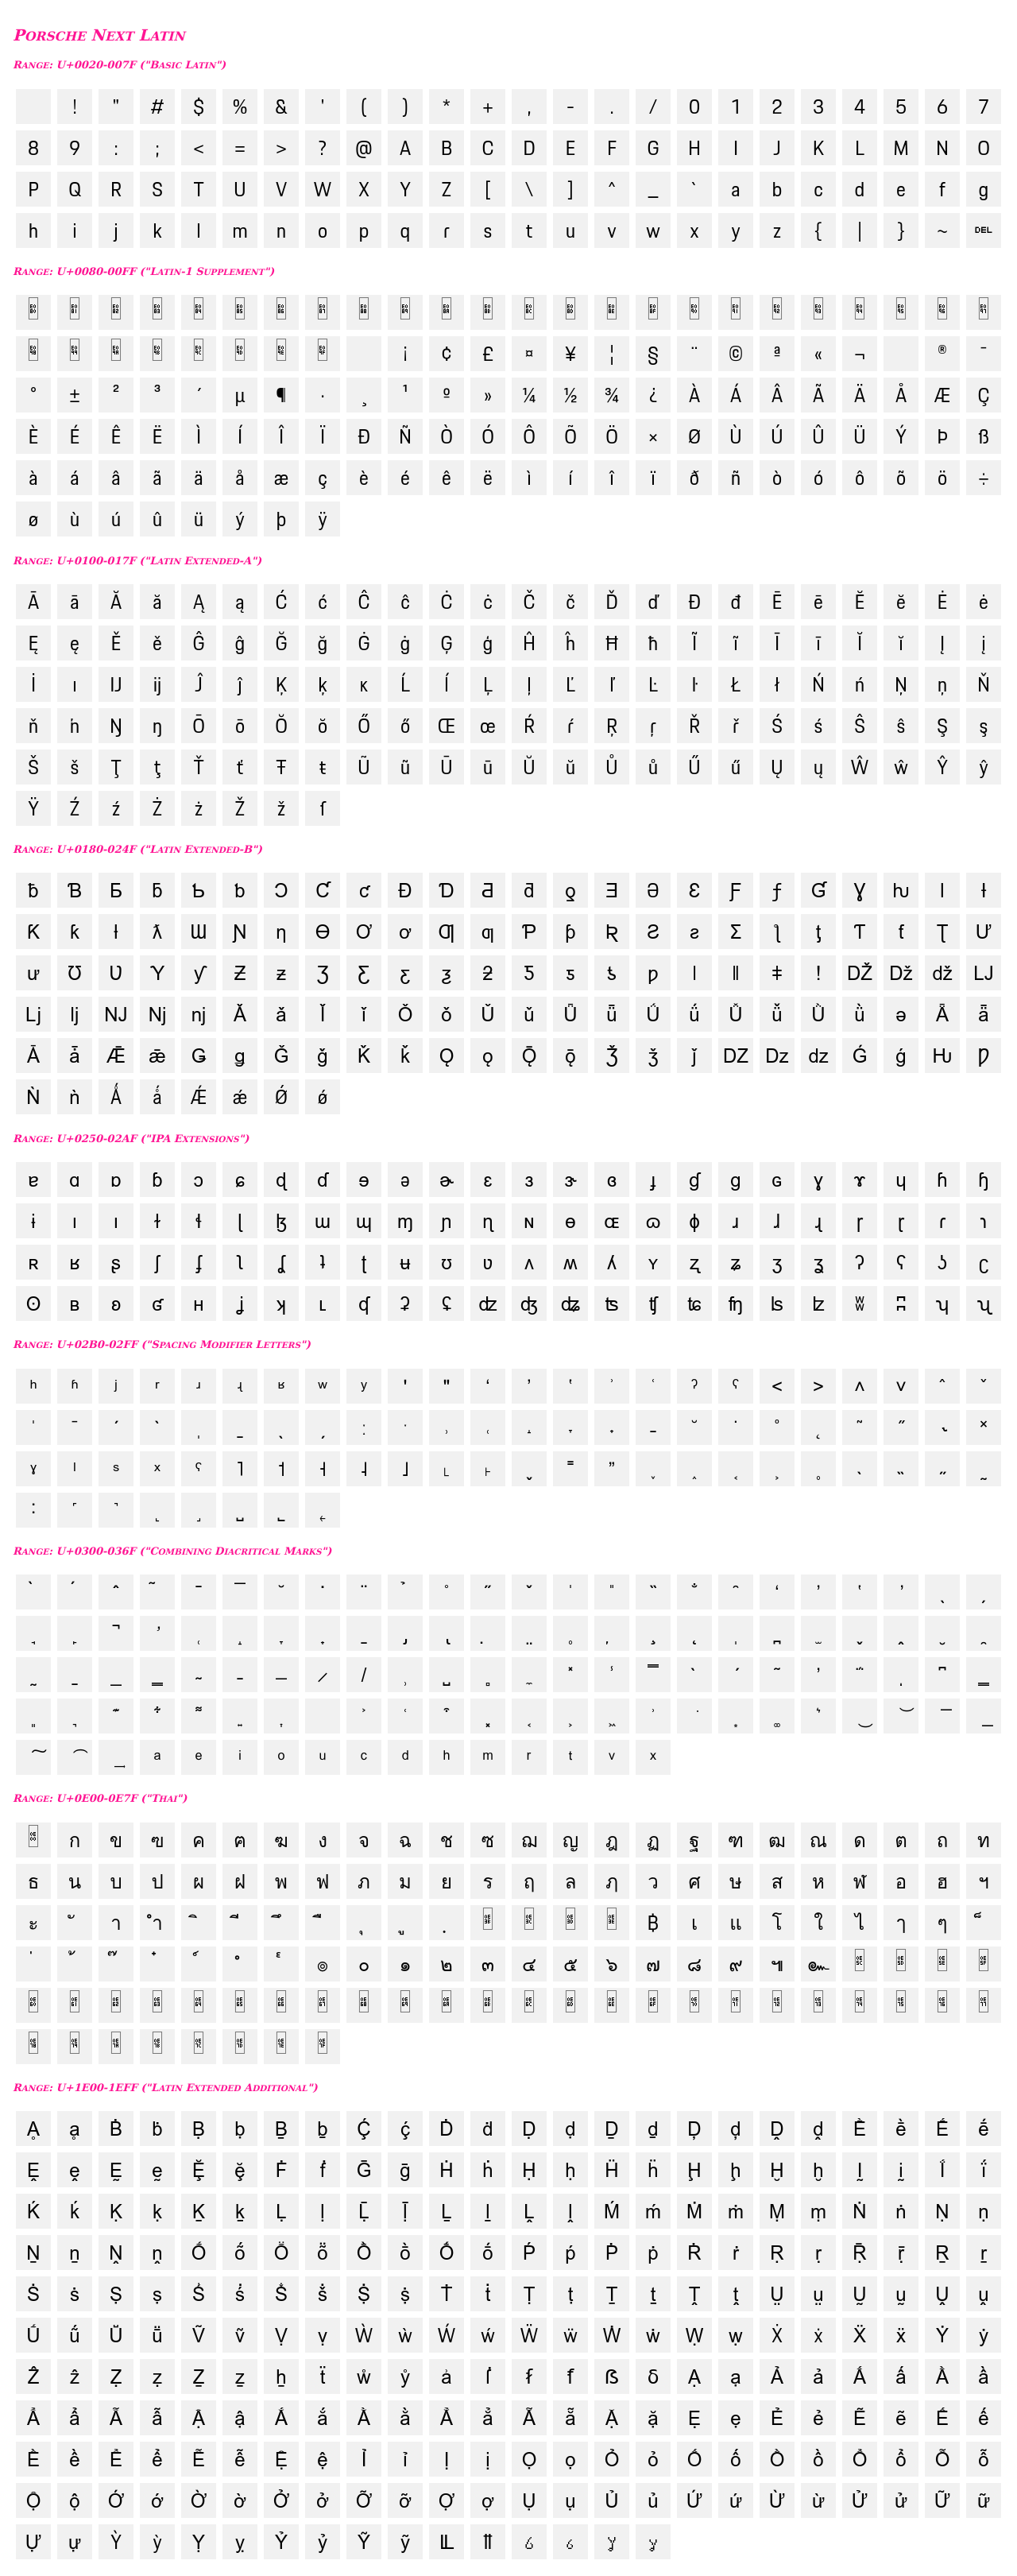 Porsche Next Latin
Range: U+0020-007F ("Basic Latin")
! " # $ % & ' ( ) * + , - . / 0 1 2 3 4 5 6 7
8 9 : ; < = > ? @ A B C D E F G H I J K L M N O
P Q R S T U V W X Y Z [ \ ] ^ _ ` a b c d e f g
h i j k l m n o p q r s t u v w x y z { | } ~ DEL
Range: U+0080-00FF ("Latin-1 Supplement")
¡ ¢ £ ¤ ¥ ¦ § ¨ © ª « ¬ ® ¯
° ± ² ³ ´ µ ¶ · ¸ ¹ º » ¼ ½ ¾ ¿ À Á Â Ã Ä Å Æ Ç
È É Ê Ë Ì Í Î Ï Ð Ñ Ò Ó Ô Õ Ö × Ø Ù Ú Û Ü Ý Þ ß
à á â ã ä å æ ç è é ê ë ì í î ï ð ñ ò ó ô õ ö ÷
ø ù ú û ü ý þ ÿ
Range: U+0100-017F ("Latin Extended-A")
Ā ā Ă ă Ą ą Ć ć Ĉ ĉ Ċ ċ Č č Ď ď Đ đ Ē ē Ĕ ĕ Ė ė
Ę ę Ě ě Ĝ ĝ Ğ ğ Ġ ġ Ģ ģ Ĥ ĥ Ħ ħ Ĩ ĩ Ī ī Ĭ ĭ Į į
İ ı Ĳ ĳ Ĵ ĵ Ķ ķ ĸ Ĺ ĺ Ļ ļ Ľ ľ Ŀ ŀ Ł ł Ń ń Ņ ņ Ň
ň ŉ Ŋ ŋ Ō ō Ŏ ŏ Ő ő Œ œ Ŕ ŕ Ŗ ŗ Ř ř Ś ś Ŝ ŝ Ş ş
Š š Ţ ţ Ť ť Ŧ ŧ Ũ ũ Ū ū Ŭ ŭ Ů ů Ű ű Ų ų Ŵ ŵ Ŷ ŷ
Ÿ Ź ź Ż ż Ž ž ſ
Range: U+0180-024F ("Latin Extended-B")
ƀ Ɓ Ƃ ƃ Ƅ ƅ Ɔ Ƈ ƈ Ɖ Ɗ Ƌ ƌ ƍ Ǝ Ə Ɛ Ƒ ƒ Ɠ Ɣ ƕ Ɩ Ɨ
Ƙ ƙ ƚ ƛ Ɯ Ɲ ƞ Ɵ Ơ ơ Ƣ ƣ Ƥ ƥ Ʀ Ƨ ƨ Ʃ ƪ ƫ Ƭ ƭ Ʈ Ư
ư Ʊ Ʋ Ƴ ƴ Ƶ ƶ Ʒ Ƹ ƹ ƺ ƻ Ƽ ƽ ƾ ƿ ǀ ǁ ǂ ǃ Ǆ ǅ ǆ Ǉ
ǈ ǉ Ǌ ǋ ǌ Ǎ ǎ Ǐ ǐ Ǒ ǒ Ǔ ǔ Ǖ ǖ Ǘ ǘ Ǚ ǚ Ǜ ǜ ǝ Ǟ ǟ
Ǡ ǡ Ǣ ǣ Ǥ ǥ Ǧ ǧ Ǩ ǩ Ǫ ǫ Ǭ ǭ Ǯ ǯ ǰ Ǳ ǲ ǳ Ǵ ǵ Ƕ Ƿ
Ǹ ǹ Ǻ ǻ Ǽ ǽ Ǿ ǿ
Range: U+0250-02AF ("IPA Extensions")
ɐ ɑ ɒ ɓ ɔ ɕ ɖ ɗ ɘ ə ɚ ɛ ɜ ɝ ɞ ɟ ɠ ɡ ɢ ɣ ɤ ɥ ɦ ɧ
ɨ ɩ ɪ ɫ ɬ ɭ ɮ ɯ ɰ ɱ ɲ ɳ ɴ ɵ ɶ ɷ ɸ ɹ ɺ ɻ ɼ ɽ ɾ ɿ
ʀ ʁ ʂ ʃ ʄ ʅ ʆ ʇ ʈ ʉ ʊ ʋ ʌ ʍ ʎ ʏ ʐ ʑ ʒ ʓ ʔ ʕ ʖ ʗ
ʘ ʙ ʚ ʛ ʜ ʝ ʞ ʟ ʠ ʡ ʢ ʣ ʤ ʥ ʦ ʧ ʨ ʩ ʪ ʫ ʬ ʭ ʮ ʯ
Range: U+02B0-02FF ("Spacing Modifier Letters")
ʰ ʱ ʲ ʳ ʴ ʵ ʶ ʷ ʸ ʹ ʺ ʻ ʼ ʽ ʾ ʿ ˀ ˁ ˂ ˃ ˄ ˅ ˆ ˇ
ˈ ˉ ˊ ˋ ˌ ˍ ˎ ˏ ː ˑ ˒ ˓ ˔ ˕ ˖ ˗ ˘ ˙ ˚ ˛ ˜ ˝ ˞ ˟
ˠ ˡ ˢ ˣ ˤ ˥ ˦ ˧ ˨ ˩ ˪ ˫ ˬ ˭ ˮ ˯ ˰ ˱ ˲ ˳ ˴ ˵ ˶ ˷
˸ ˹ ˺ ˻ ˼ ˽ ˾ ˿
Range: U+0300-036F ("Combining Diacritical Marks")
̀ ́ ̂ ̃ ̄ ̅ ̆ ̇ ̈ ̉ ̊ ̋ ̌ ̍ ̎ ̏ ̐ ̑ ̒ ̓ ̔ ̕ ̖ ̗
̘ ̙ ̚ ̛ ̜ ̝ ̞ ̟ ̠ ̡ ̢ ̣ ̤ ̥ ̦ ̧ ̨ ̩ ̪ ̫ ̬ ̭ ̮ ̯
̰ ̱ ̲ ̳ ̴ ̵ ̶ ̷ ̸ ̹ ̺ ̻ ̼ ̽ ̾ ̿ ̀ ́ ͂ ̓ ̈́ ͅ ͆ ͇
͈ ͉ ͊ ͋ ͌ ͍ ͎ ͐ ͑ ͒ ͓ ͔ ͕ ͖ ͗ ͘ ͙ ͚ ͛ ͜ ͝ ͞ ͟
͠ ͡ ͢ ͣ ͤ ͥ ͦ ͧ ͨ ͩ ͪ ͫ ͬ ͭ ͮ ͯ
Range: U+0E00-0E7F ("Thai")
ก ข ฃ ค ฅ ฆ ง จ ฉ ช ซ ฌ ญ ฎ ฏ ฐ ฑ ฒ ณ ด ต ถ ท
ธ น บ ป ผ ฝ พ ฟ ภ ม ย ร ฤ ล ฦ ว ศ ษ ส ห ฬ อ ฮ ฯ
ะ ั า ำ ิ ี ึ ื ุ ู ฺ ฿ เ แ โ ใ ไ ๅ ๆ ็
่ ้ ๊ ๋ ์ ํ ๎ ๏ ๐ ๑ ๒ ๓ ๔ ๕ ๖ ๗ ๘ ๙ ๚ ๛
Range: U+1E00-1EFF ("Latin Extended Additional")
Ḁ ḁ Ḃ ḃ Ḅ ḅ Ḇ ḇ Ḉ ḉ Ḋ ḋ Ḍ ḍ Ḏ ḏ Ḑ ḑ Ḓ ḓ Ḕ ḕ Ḗ ḗ
Ḙ ḙ Ḛ ḛ Ḝ ḝ Ḟ ḟ Ḡ ḡ Ḣ ḣ Ḥ ḥ Ḧ ḧ Ḩ ḩ Ḫ ḫ Ḭ ḭ Ḯ ḯ
Ḱ ḱ Ḳ ḳ Ḵ ḵ Ḷ ḷ Ḹ ḹ Ḻ ḻ Ḽ ḽ Ḿ ḿ Ṁ ṁ Ṃ ṃ Ṅ ṅ Ṇ ṇ
Ṉ ṉ Ṋ ṋ Ṍ ṍ Ṏ ṏ Ṑ ṑ Ṓ ṓ Ṕ ṕ Ṗ ṗ Ṙ ṙ Ṛ ṛ Ṝ ṝ Ṟ ṟ
Ṡ ṡ Ṣ ṣ Ṥ ṥ Ṧ ṧ Ṩ ṩ Ṫ ṫ Ṭ ṭ Ṯ ṯ Ṱ ṱ Ṳ ṳ Ṵ ṵ Ṷ ṷ
Ṹ ṹ Ṻ ṻ Ṽ ṽ Ṿ ṿ Ẁ ẁ Ẃ ẃ Ẅ ẅ Ẇ ẇ Ẉ ẉ Ẋ ẋ Ẍ ẍ Ẏ ẏ
Ẑ ẑ Ẓ ẓ Ẕ ẕ ẖ ẗ ẘ ẙ ẚ ẛ ẜ ẝ ẞ ẟ Ạ ạ Ả ả Ấ ấ Ầ ầ
Ẩ ẩ Ẫ ẫ Ậ ậ Ắ ắ Ằ ằ Ẳ ẳ Ẵ ẵ Ặ ặ Ẹ ẹ Ẻ ẻ Ẽ ẽ Ế ế
Ề ề Ể ể Ễ ễ Ệ ệ Ỉ ỉ Ị ị Ọ ọ Ỏ ỏ Ố ố Ồ ồ Ổ ổ Ỗ ỗ
Ộ ộ Ớ ớ Ờ ờ Ở ở Ỡ ỡ Ợ ợ Ụ ụ Ủ ủ Ứ ứ Ừ ừ Ử ử Ữ ữ
Ự ự Ỳ ỳ Ỵ ỵ Ỷ ỷ Ỹ ỹ Ỻ ỻ Ỽ ỽ Ỿ ỿ